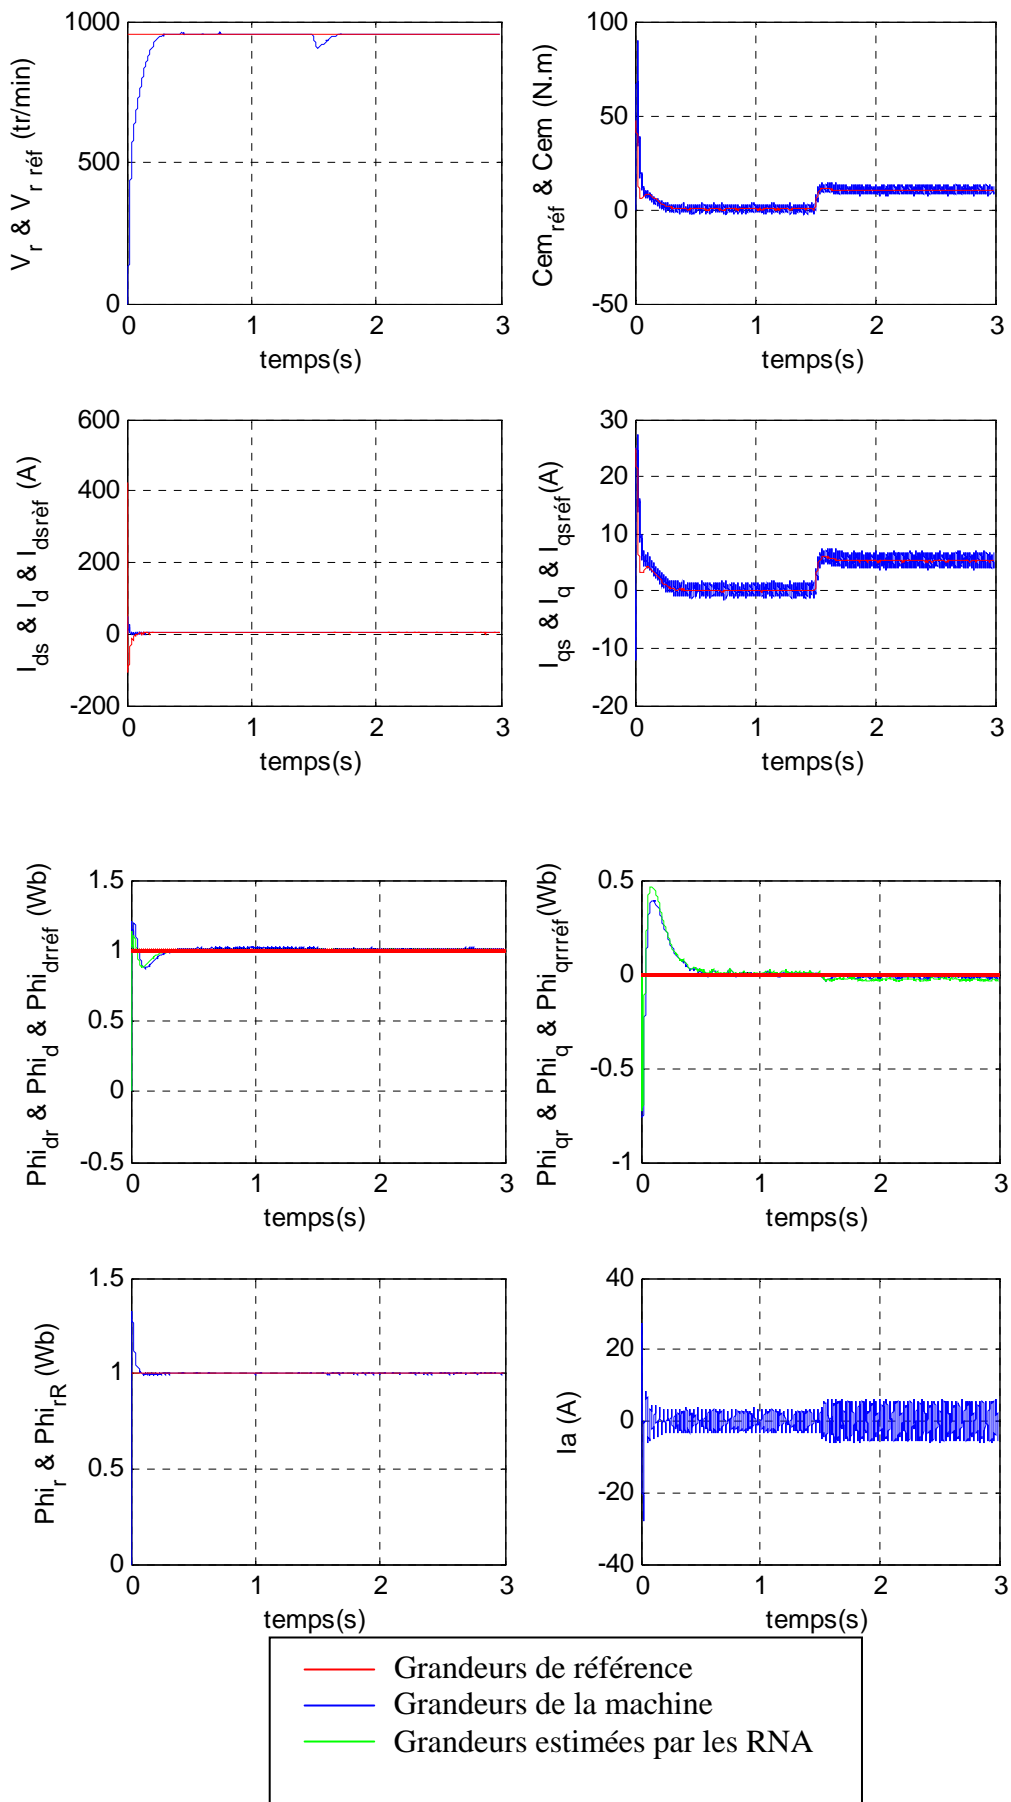 V_r & V_r réf (tr/min)
1000
500
0
0 1 2 3
temps(s)
Cem_réf & Cem (N.m)
100
50
0
-50
0 1 2 3
temps(s)
I_ds & I_d & I_dsrèf (A)
600
400
200
0
-200
0 1 2 3
temps(s)
I_qs & I_q & I_qsréf (A)
30
20
10
0
-10
-20
0 1 2 3
temps(s)
Phi_dr & Phi_d & Phi_drréf (Wb)
1.5
1
0.5
0
-0.5
0 1 2 3
temps(s)
Phi_qr & Phi_q & Phi_qrréf (Wb)
0.5
0
-0.5
-1
0 1 2 3
temps(s)
Phi_r & Phi_rR (Wb)
1.5
1
0.5
0
0 1 2 3
temps(s)
Ia (A)
40
20
0
-20
-40
0 1 2 3
temps(s)
Grandeurs de référence
Grandeurs de la machine
Grandeurs estimées par les RNA